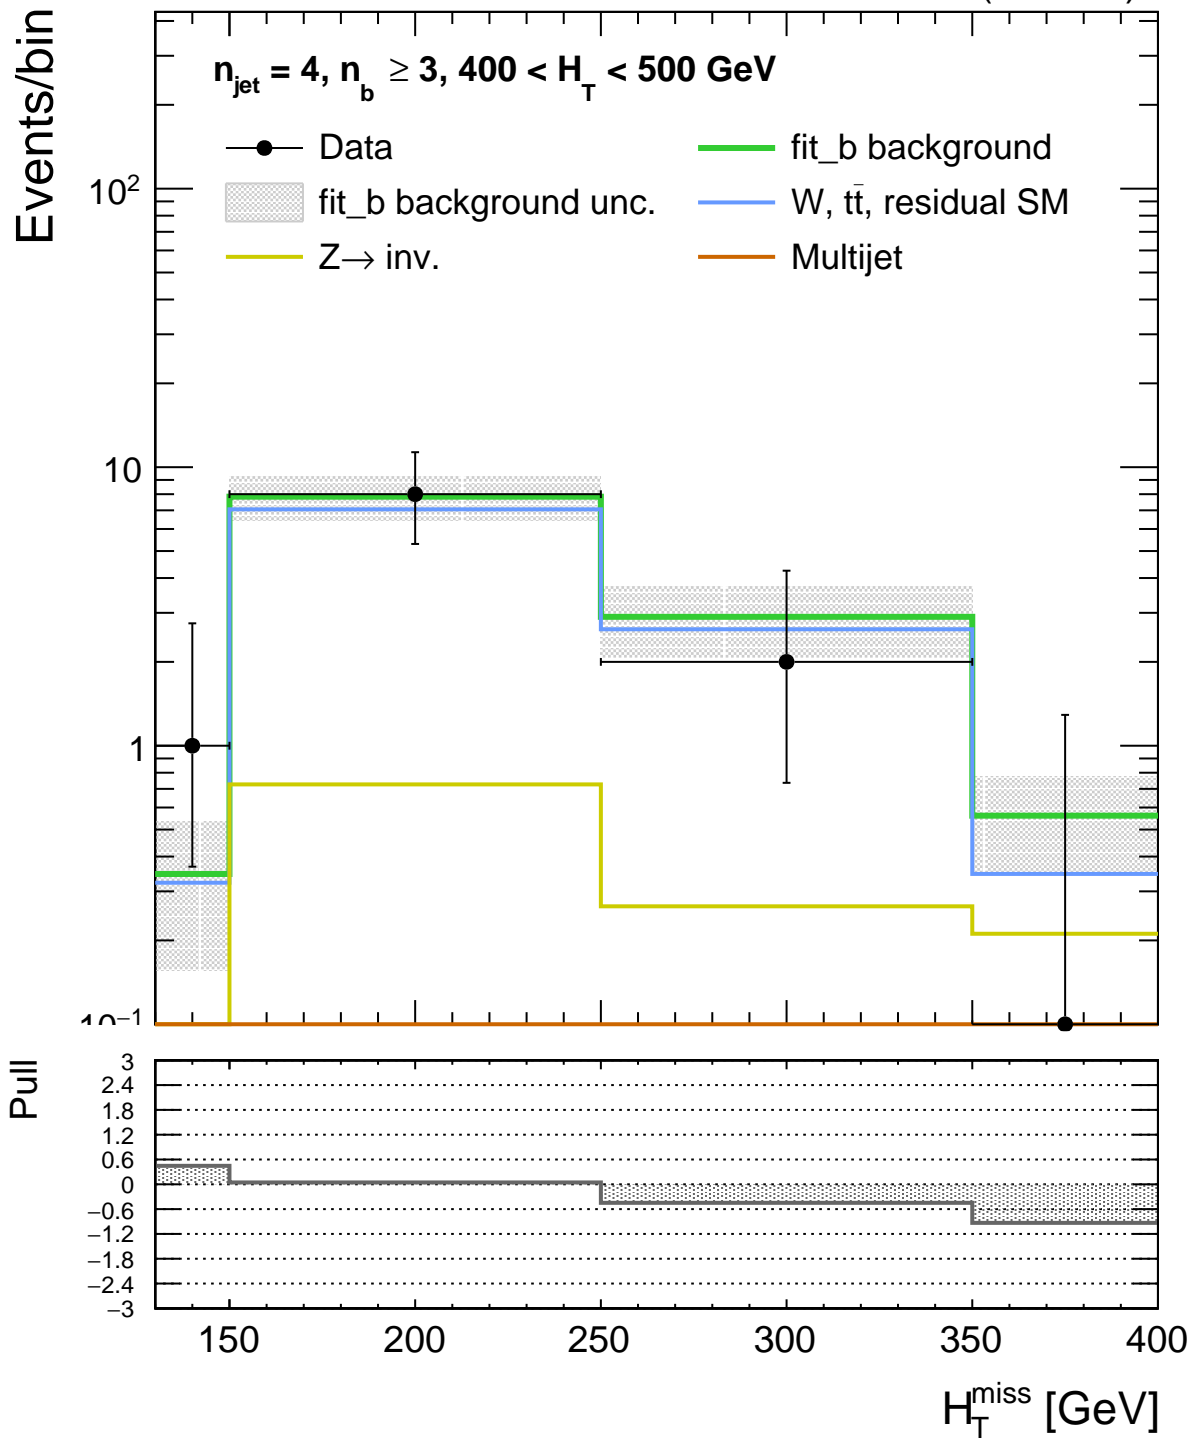 Events/bin
n_jet = 4, n_b ≥ 3, 400 < H_T < 500 GeV
Data
fit_b background
fit_b background unc.
W, tt̄, residual SM
Z→ inv.
Multijet
10²
10
1
10⁻¹
Pull
3
2.4
1.8
1.2
0.6
0
−0.6
−1.2
−1.8
−2.4
−3
150 200 250 300 350 400
H_T^miss [GeV]